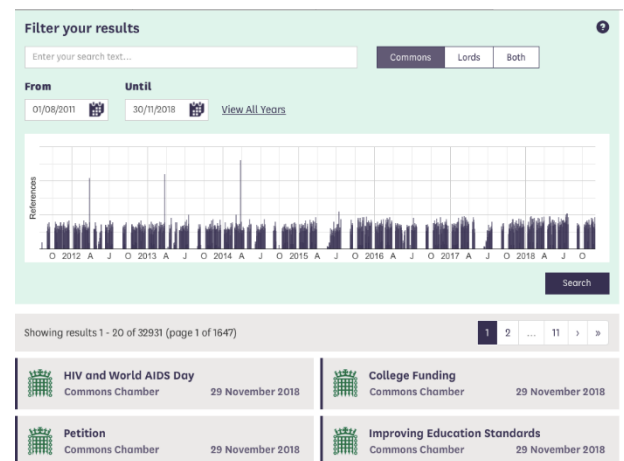 Filter your results
?
Enter your search text...
Commons Lords Both
From Until
01/08/2011 30/11/2018 View All Years
References
O 2012 A J O 2013 A J O 2014 A J O 2015 A J O 2016 A J O 2017 A J O 2018 A J O
Search
Showing results 1 - 20 of 32931 (page 1 of 1647)
1 2 ... 11 › »
HIV and World AIDS Day
Commons Chamber 29 November 2018
College Funding
Commons Chamber 29 November 2018
Petition
Commons Chamber 29 November 2018
Improving Education Standards
Commons Chamber 29 November 2018